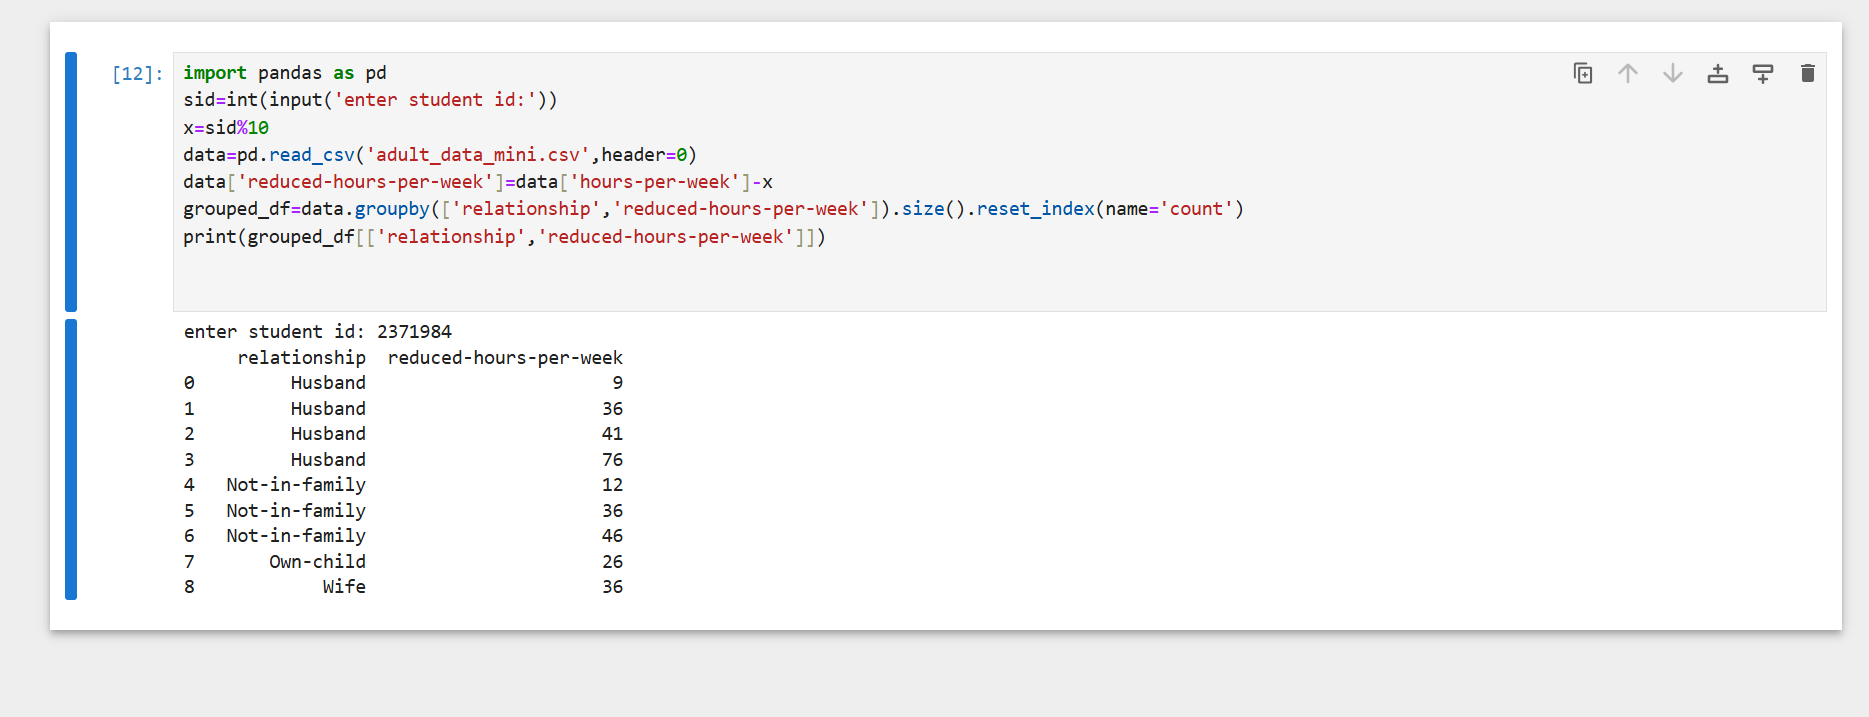 [12]: import pandas as pd
sid=int(input('enter student id:'))
x=sid%10
data=pd.read_csv('adult_data_mini.csv',header=0)
data['reduced-hours-per-week']=data['hours-per-week']-x
grouped_df=data.groupby(['relationship','reduced-hours-per-week']).size().reset_index(name='count')
print(grouped_df[['relationship','reduced-hours-per-week']])
enter student id: 2371984
relationship reduced-hours-per-week
0 Husband 9
1 Husband 36
2 Husband 41
3 Husband 76
4 Not-in-family 12
5 Not-in-family 36
6 Not-in-family 46
7 Own-child 26
8 Wife 36